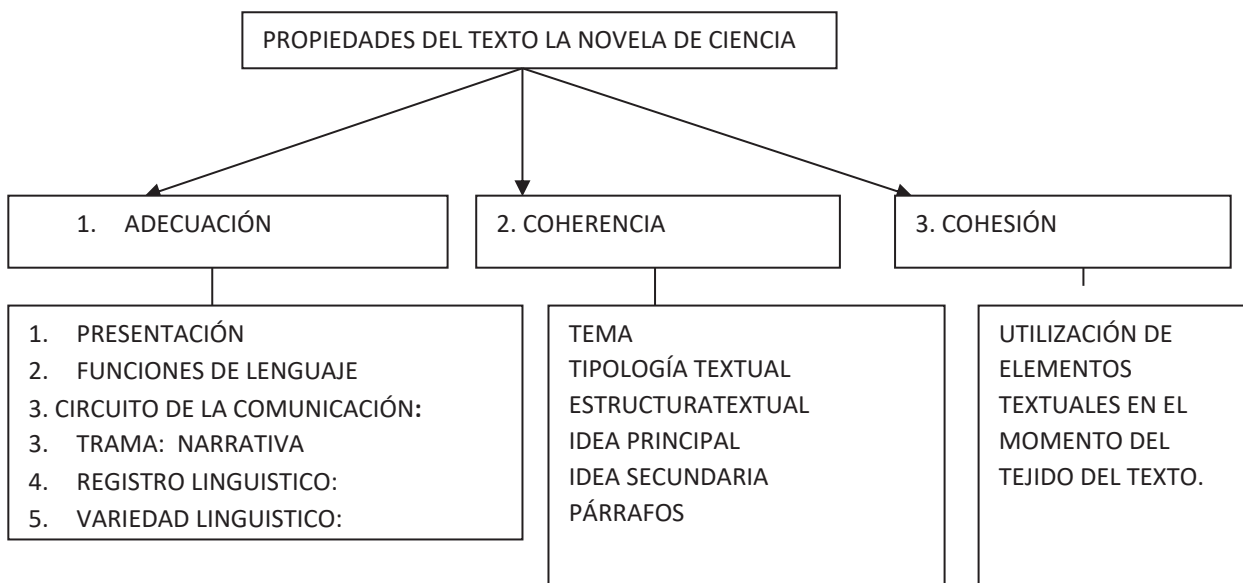 PROPIEDADES DEL TEXTO LA NOVELA DE CIENCIA
1. ADECUACIÓN
2. COHERENCIA
3. COHESIÓN
1. PRESENTACIÓN
2. FUNCIONES DE LENGUAJE
3. CIRCUITO DE LA COMUNICACIÓN:
3. TRAMA: NARRATIVA
4. REGISTRO LINGUISTICO:
5. VARIEDAD LINGUISTICO:
TEMA
TIPOLOGÍA TEXTUAL
ESTRUCTURATEXTUAL
IDEA PRINCIPAL
IDEA SECUNDARIA
PÁRRAFOS
UTILIZACIÓN DE
ELEMENTOS
TEXTUALES EN EL
MOMENTO DEL
TEJIDO DEL TEXTO.